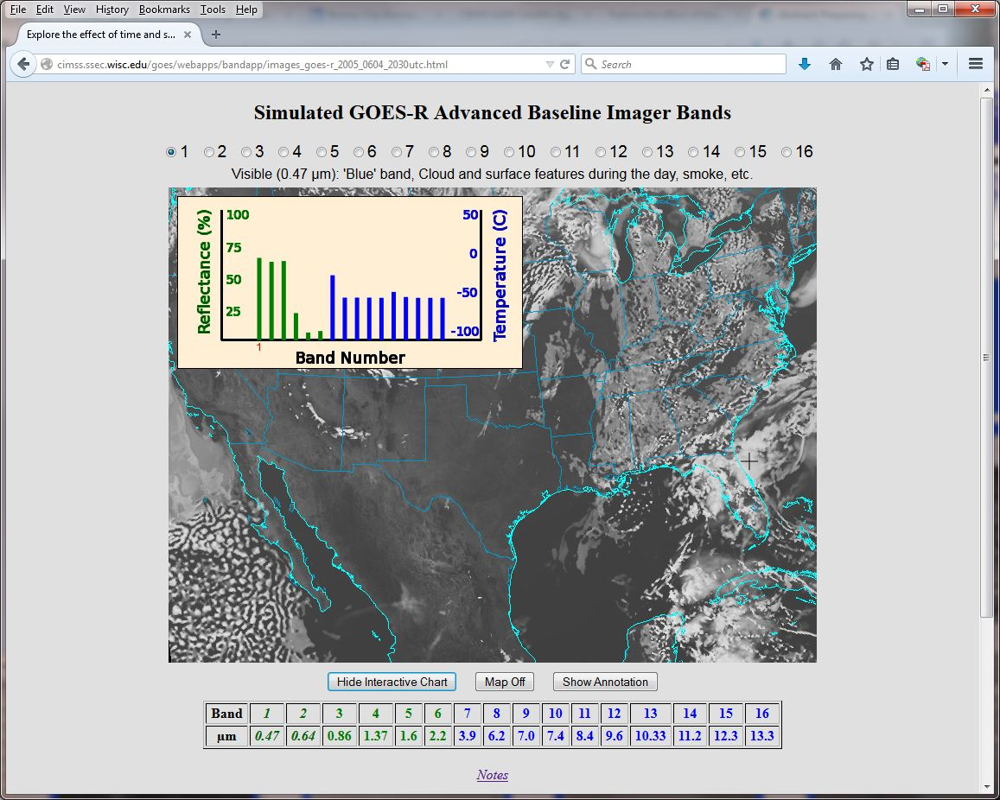 File Edit View History Bookmarks Tools Help
Explore the effect of time and s...
cimss.ssec.wisc.edu/goes/webapps/bandapp/images_goes-r_2005_0604_2030utc.html
Search
Simulated GOES-R Advanced Baseline Imager Bands
1 2 3 4 5 6 7 8 9 10 11 12 13 14 15 16
Visible (0.47 µm): 'Blue' band, Cloud and surface features during the day, smoke, etc.
Reflectance (%)
100
75
50
25
50
0
-50
-100
Temperature (C)
1
Band Number
Hide Interactive Chart Map Off Show Annotation
Band 1 2 3 4 5 6 7 8 9 10 11 12 13 14 15 16
µm 0.47 0.64 0.86 1.37 1.6 2.2 3.9 6.2 7.0 7.4 8.4 9.6 10.33 11.2 12.3 13.3
Notes